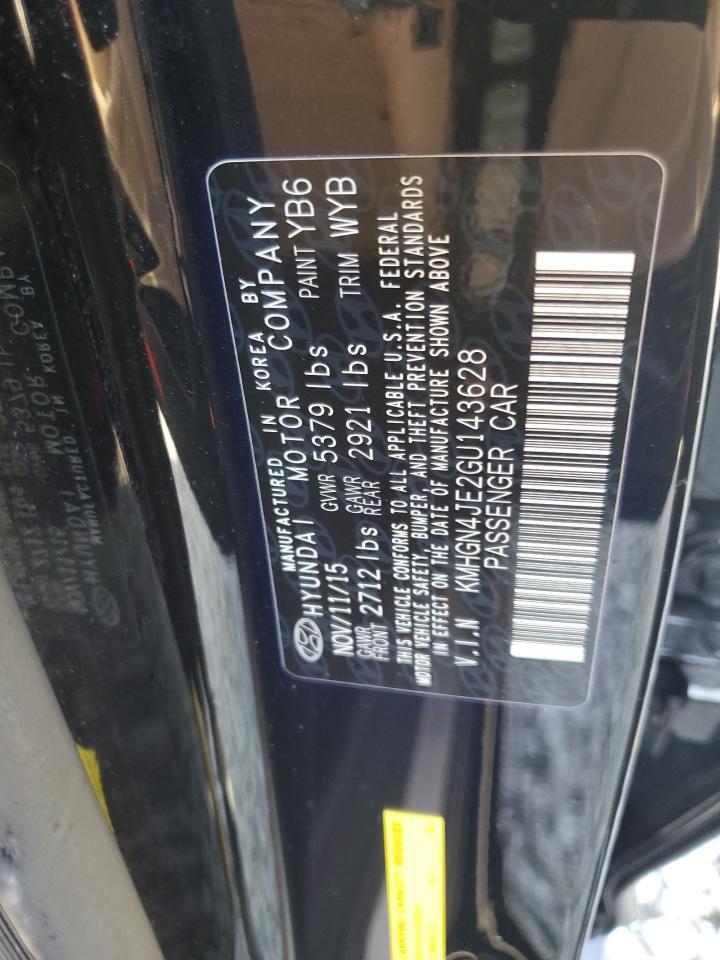 MANUFACTURED IN KOREA BY
HYUNDAI MOTOR COMPANY
NOV/11/15 GVWR 5379 lbs PAINT YB6
GAWR FRONT 2712 lbs GAWR REAR 2921 lbs TRIM WYB
THIS VEHICLE CONFORMS TO ALL APPLICABLE U.S.A. FEDERAL
MOTOR VEHICLE SAFETY, BUMPER, AND THEFT PREVENTION STANDARDS
IN EFFECT ON THE DATE OF MANUFACTURE SHOWN ABOVE
V.I.N KMHGN4JE2GU143628
PASSENGER CAR
CAPACITY REDUCED